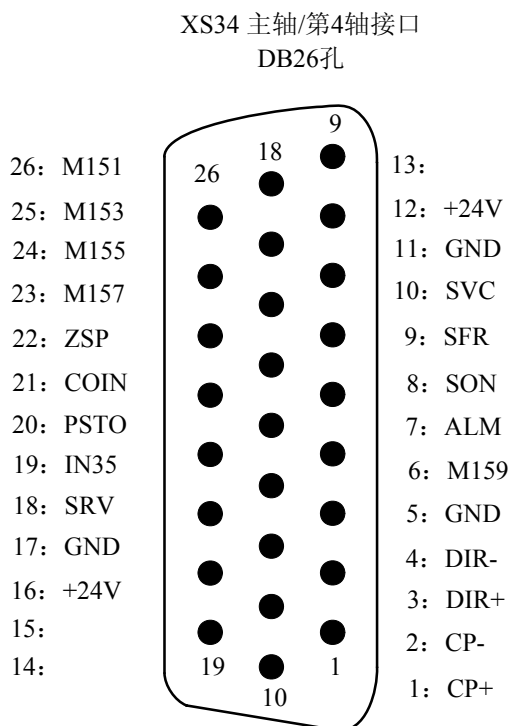 XS34 主轴/第4轴接口
DB26孔
26：M151
25：M153
24：M155
23：M157
22：ZSP
21：COIN
20：PSTO
19：IN35
18：SRV
17：GND
16：+24V
15：
14：
9
18
26
19
1
10
13：
12：+24V
11：GND
10：SVC
9：SFR
8：SON
7：ALM
6：M159
5：GND
4：DIR-
3：DIR+
2：CP-
1：CP+